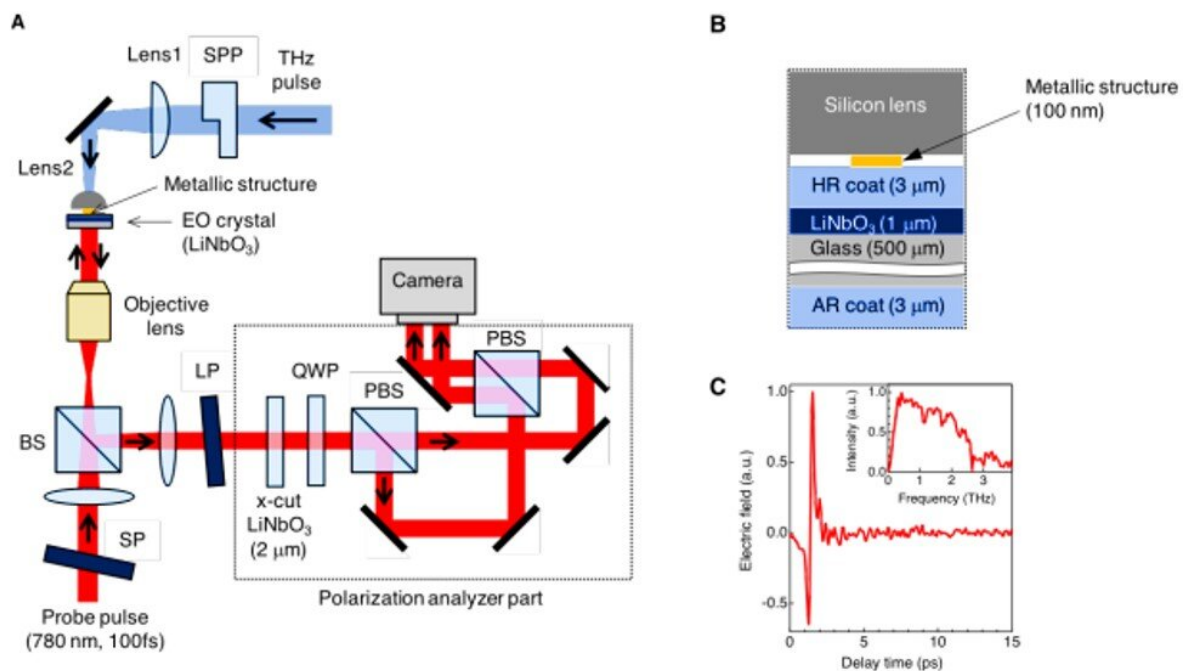 A
Lens1
SPP
THz
pulse
Lens2
Metallic structure
EO crystal
(LiNbO₃)
Camera
Objective
lens
PBS
LP
QWP
PBS
BS
x-cut
LiNbO₃
(2 μm)
SP
Polarization analyzer part
Probe pulse
(780 nm, 100fs)
B
Silicon lens
Metallic structure
(100 nm)
HR coat (3 μm)
LiNbO₃ (1 μm)
Glass (500 μm)
AR coat (3 μm)
C
Electric field (a.u.)
1.0
0.5
0.0
-0.5
0 5 10 15
Delay time (ps)
Intensity (a.u.)
1.0
0.5
0.0
0 1 2 3
Frequency (THz)